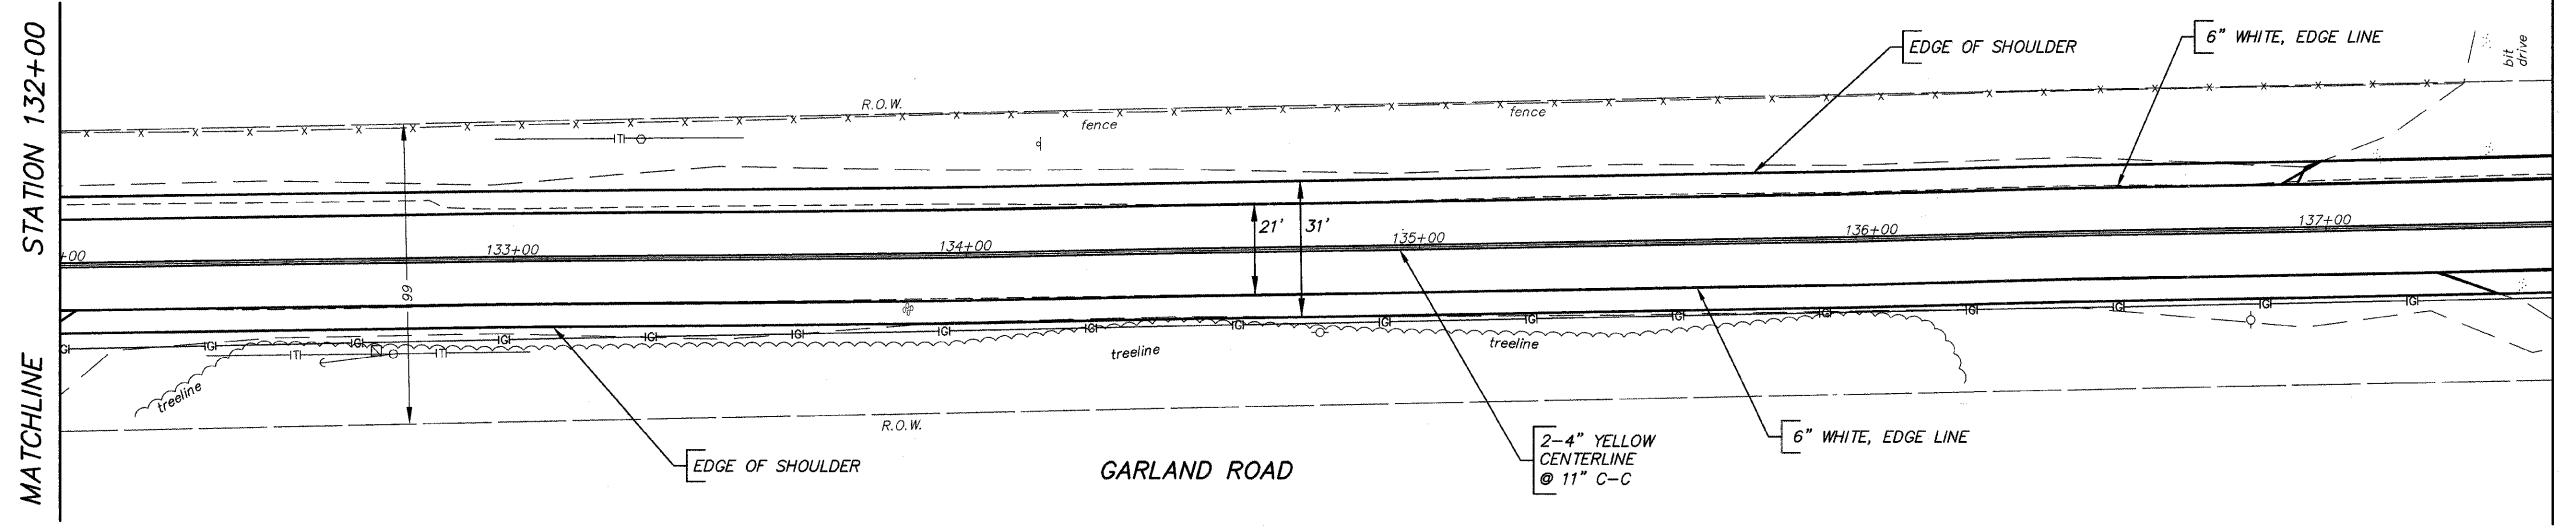 MATCHLINE STATION 132+00
EDGE OF SHOULDER
6" WHITE, EDGE LINE
bit
drive
R.O.W.
fence
fence
T
21'
31'
+00
133+00
134+00
135+00
136+00
137+00
66
G G G G G G G G G G G G G G G G G
T T
treeline
treeline
treeline
R.O.W.
EDGE OF SHOULDER
GARLAND ROAD
2-4" YELLOW
CENTERLINE
@ 11" C-C
6" WHITE, EDGE LINE